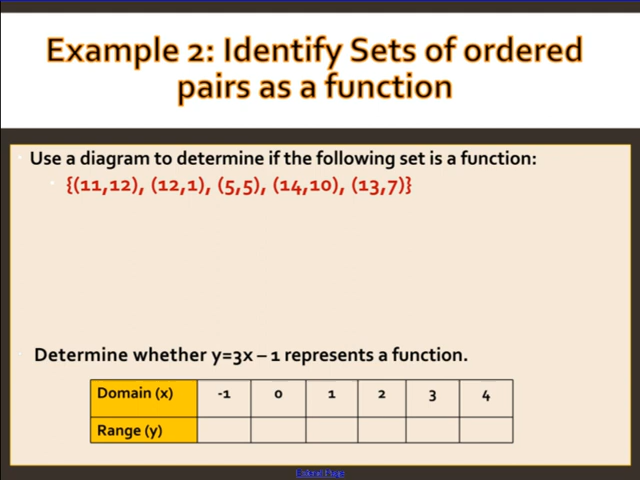 Example 2: Identify Sets of ordered
pairs as a function
Use a diagram to determine if the following set is a function:
{(11,12), (12,1), (5,5), (14,10), (13,7)}
Determine whether y=3x – 1 represents a function.
Domain (x) -1 0 1 2 3 4
Range (y)